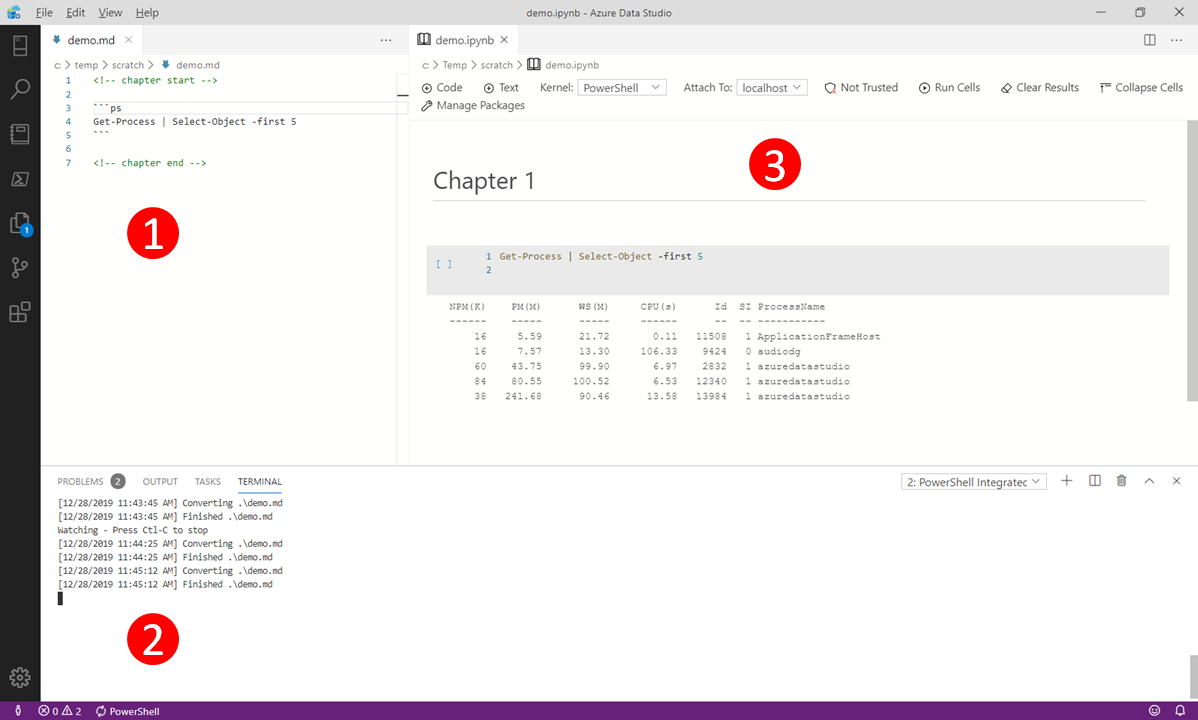 File Edit View Help
demo.ipynb - Azure Data Studio
demo.md
c: > temp > scratch > demo.md
1 <!-- chapter start -->
2
3 ```ps
4 Get-Process | Select-Object -first 5
5 ```
6
7 <!-- chapter end -->
1
demo.ipynb
c: > Temp > scratch > demo.ipynb
Code Text Kernel: PowerShell Attach To: localhost Not Trusted Run Cells Clear Results Collapse Cells
Manage Packages
3
Chapter 1
[ ] 1 Get-Process | Select-Object -first 5
2
NPM(K) PM(M) WS(M) CPU(s) Id SI ProcessName
------ ----- ----- ------ -- -- -----------
16 5.59 21.72 0.11 11508 1 ApplicationFrameHost
16 7.57 13.30 106.33 9424 0 audiodg
60 43.75 99.90 6.97 2832 1 azuredatastudio
84 80.55 100.52 6.53 12340 1 azuredatastudio
38 241.68 90.46 13.58 13984 1 azuredatastudio
1
PROBLEMS 2 OUTPUT TASKS TERMINAL
2: PowerShell Integratec
[12/28/2019 11:43:45 AM] Converting .\demo.md
[12/28/2019 11:43:45 AM] Finished .\demo.md
Watching - Press Ctl-C to stop
[12/28/2019 11:44:25 AM] Converting .\demo.md
[12/28/2019 11:44:25 AM] Finished .\demo.md
[12/28/2019 11:45:12 AM] Converting .\demo.md
[12/28/2019 11:45:12 AM] Finished .\demo.md
2
0 2 PowerShell